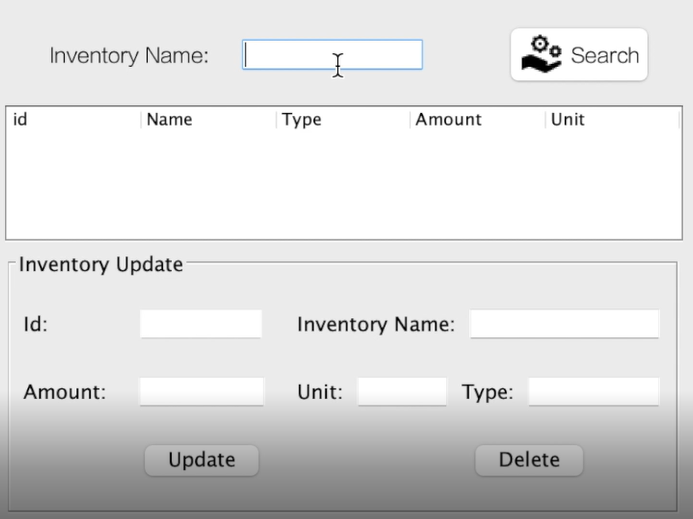 Inventory Name: Search
id Name Type Amount Unit
Inventory Update
Id: Inventory Name:
Amount: Unit: Type:
Update Delete